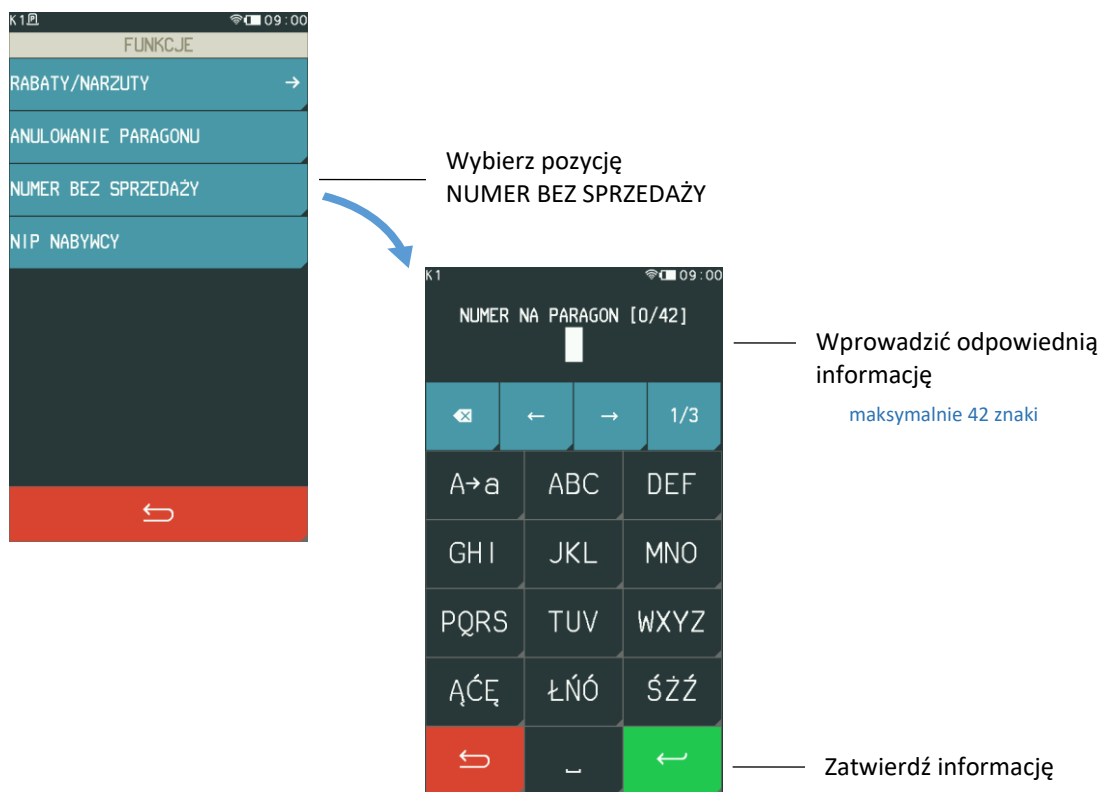 K1 09:00
FUNKCJE
RABATY/NARZUTY →
ANULOWANIE PARAGONU
NUMER BEZ SPRZEDAŻY
NIP NABYWCY
Wybierz pozycję
NUMER BEZ SPRZEDAŻY
K1 09:00
NUMER NA PARAGON [0/42]
← → 1/3
A→a ABC DEF
GHI JKL MNO
PQRS TUV WXYZ
ĄĆĘ ŁŃÓ ŚŻŹ
Wprowadzić odpowiednią
informację
maksymalnie 42 znaki
Zatwierdź informację